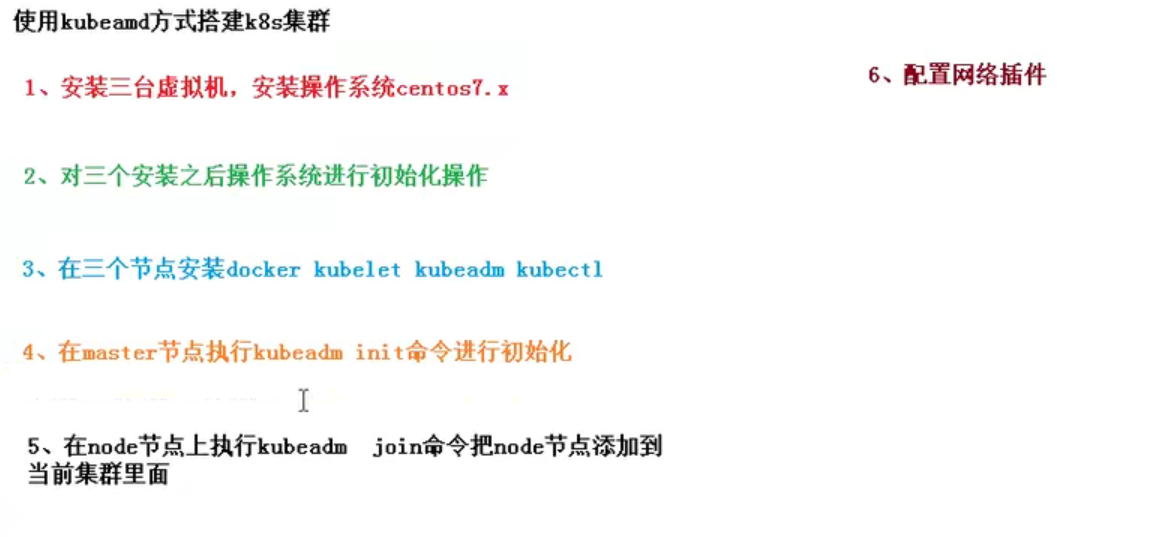 使用kubeamd方式搭建k8s集群
1、安装三台虚拟机，安装操作系统centos7.x
2、对三个安装之后操作系统进行初始化操作
3、在三个节点安装docker kubelet kubeadm kubectl
4、在master节点执行kubeadm init命令进行初始化
5、在node节点上执行kubeadm  join命令把node节点添加到
当前集群里面
6、配置网络插件